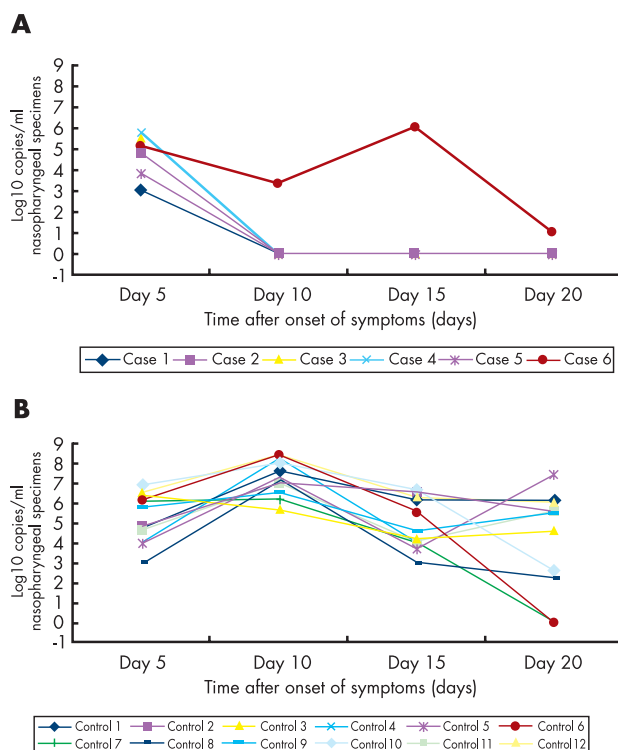 A
Log10 copies/ml
nasopharyngeal specimens
9
8
7
6
5
4
3
2
1
0
-1
Day 5 Day 10 Day 15 Day 20
Time after onset of symptoms (days)
Case 1 Case 2 Case 3 Case 4 Case 5 Case 6
B
Log10 copies/ml
nasopharyngeal specimens
9
8
7
6
5
4
3
2
1
0
-1
Day 5 Day 10 Day 15 Day 20
Time after onset of symptoms (days)
Control 1 Control 2 Control 3 Control 4 Control 5 Control 6
Control 7 Control 8 Control 9 Control 10 Control 11 Control 12